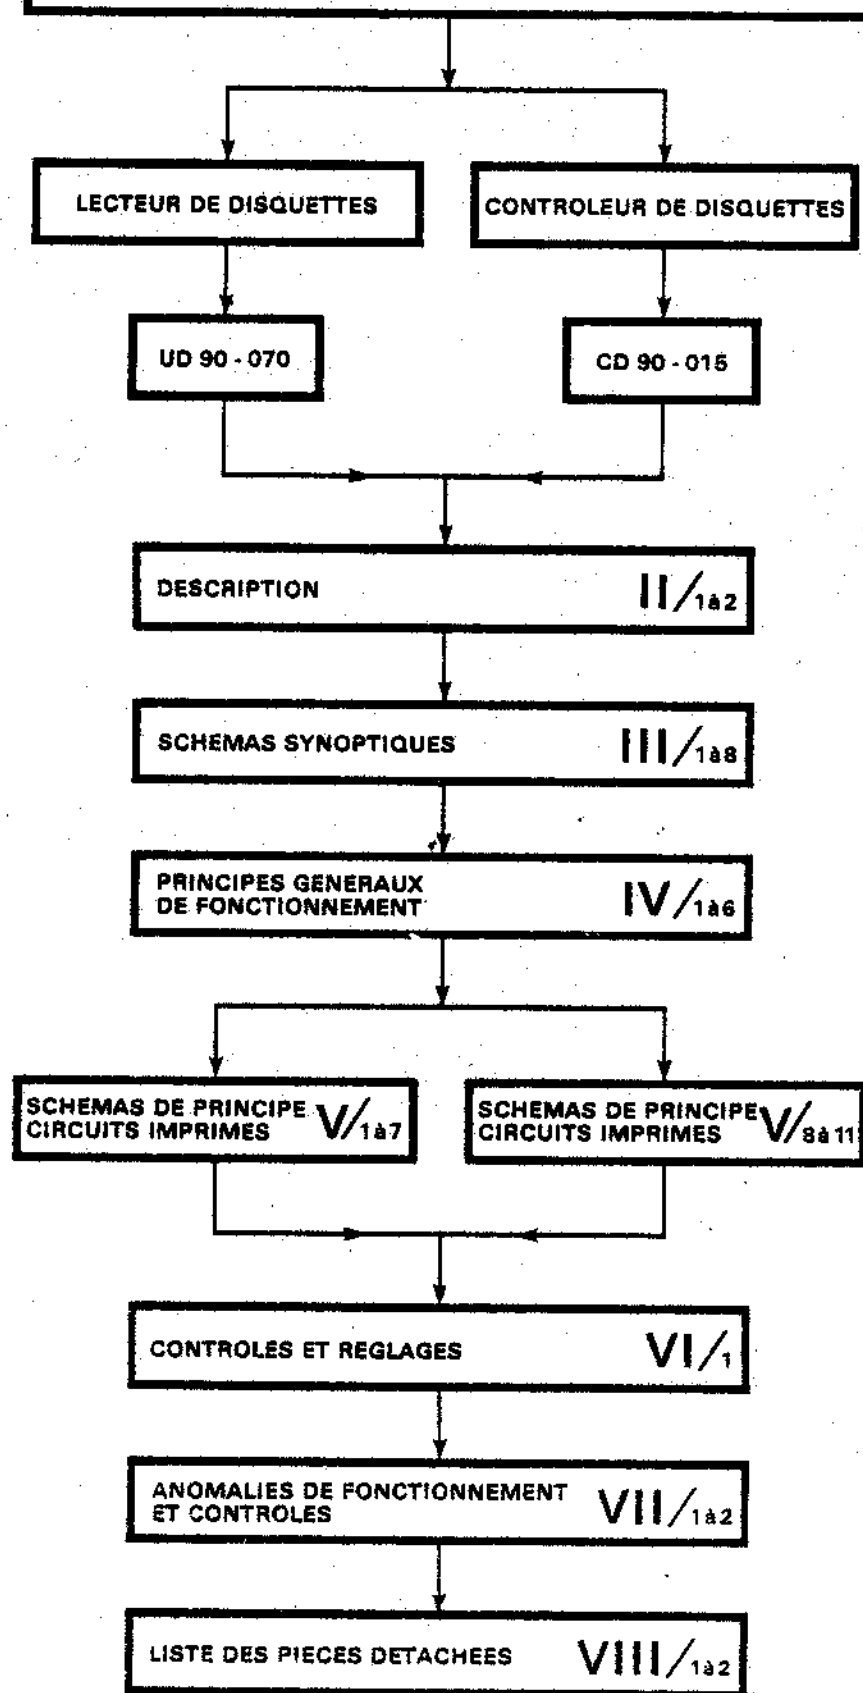 LECTEUR DE DISQUETTES
CONTROLEUR DE DISQUETTES
UD 90 - 070
CD 90 - 015
DESCRIPTION II/1à2
SCHEMAS SYNOPTIQUES III/1à8
PRINCIPES GENERAUX
DE FONCTIONNEMENT IV/1à6
SCHEMAS DE PRINCIPE
CIRCUITS IMPRIMES V/1à7
SCHEMAS DE PRINCIPE
CIRCUITS IMPRIMES V/8à11
CONTROLES ET REGLAGES VI/1
ANOMALIES DE FONCTIONNEMENT
ET CONTROLES VII/1à2
LISTE DES PIECES DETACHEES VIII/1à2